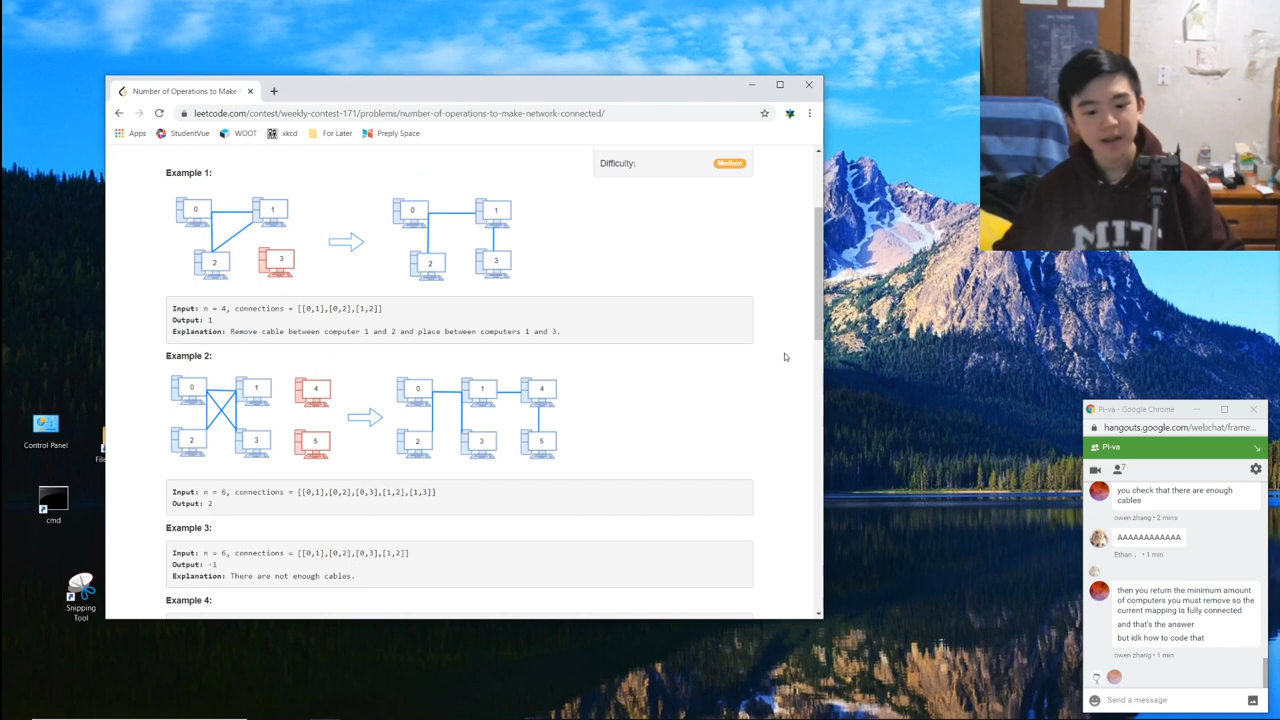 Number of Operations to Make
leetcode.com/contest/weekly-contest-171/problems/number-of-operations-to-make-network-connected/
Apps StudentVue WOOT xkcd For Later Preply Space
Difficulty: Medium
Example 1:
0 1 0 1
2 3 2 3
Input: n = 4, connections = [[0,1],[0,2],[1,2]]
Output: 1
Explanation: Remove cable between computer 1 and 2 and place between computers 1 and 3.
Example 2:
0 1 4 0 1 4
2 3 5 2 3 5
Input: n = 6, connections = [[0,1],[0,2],[0,3],[1,2],[1,3]]
Output: 2
Example 3:
Input: n = 6, connections = [[0,1],[0,2],[0,3],[1,2]]
Output: -1
Explanation: There are not enough cables.
Example 4:
Control Panel
File
cmd
Snipping
Tool
MIT
Pi-va - Google Chrome
hangouts.google.com/webchat/frame...
Pi-va
7
you check that there are enough
cables
owen zhang • 2 mins
AAAAAAAAAAAA
Ethan . • 1 min
then you return the minimum amount
of computers you must remove so the
current mapping is fully connected
and that's the answer
but idk how to code that
owen zhang • 1 min
Send a message